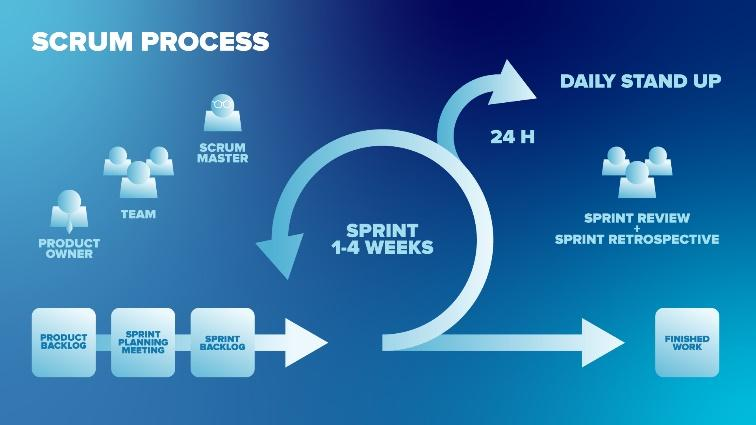 SCRUM PROCESS
DAILY STAND UP
24 H
SCRUM
MASTER
TEAM
PRODUCT
OWNER
SPRINT
1-4 WEEKS
SPRINT REVIEW
+
SPRINT RETROSPECTIVE
PRODUCT
BACKLOG
SPRINT
PLANNING
MEETING
SPRINT
BACKLOG
FINISHED
WORK